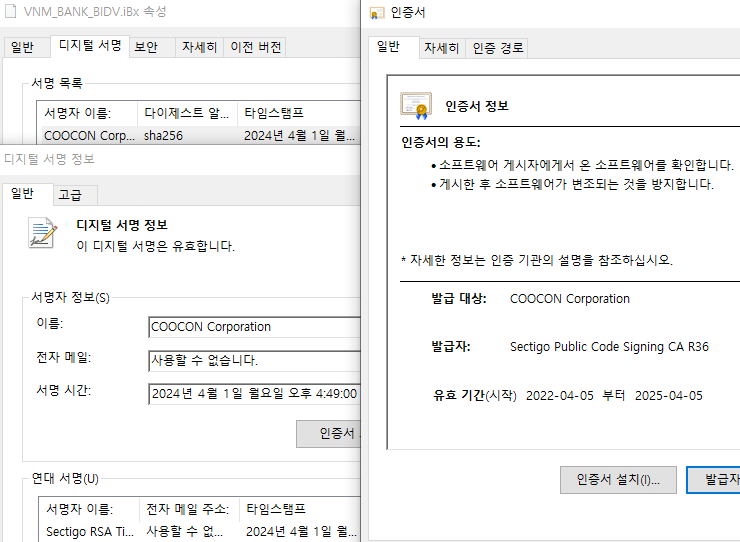 VNM_BANK_BIDV.iBx 속성
일반 디지털 서명 보안 자세히 이전 버전
서명 목록
서명자 이름: 다이제스트 알... 타임스탬프
COOCON Corp... sha256 2024년 4월 1일 월...
디지털 서명 정보
일반 고급
디지털 서명 정보
이 디지털 서명은 유효합니다.
서명자 정보(S)
이름: COOCON Corporation
전자 메일: 사용할 수 없습니다.
서명 시간: 2024년 4월 1일 월요일 오후 4:49:00
인증서
연대 서명(U)
서명자 이름: 전자 메일 주소: 타임스탬프
Sectigo RSA Ti... 사용할 수 없... 2024년 4월 1일 월...
인증서
일반 자세히 인증 경로
인증서 정보
인증서의 용도:
• 소프트웨어 게시자에게서 온 소프트웨어를 확인합니다.
• 게시한 후 소프트웨어가 변조되는 것을 방지합니다.
* 자세한 정보는 인증 기관의 설명을 참조하십시오.
발급 대상: COOCON Corporation
발급자: Sectigo Public Code Signing CA R36
유효 기간(시작) 2022-04-05 부터 2025-04-05
인증서 설치(I)... 발급자